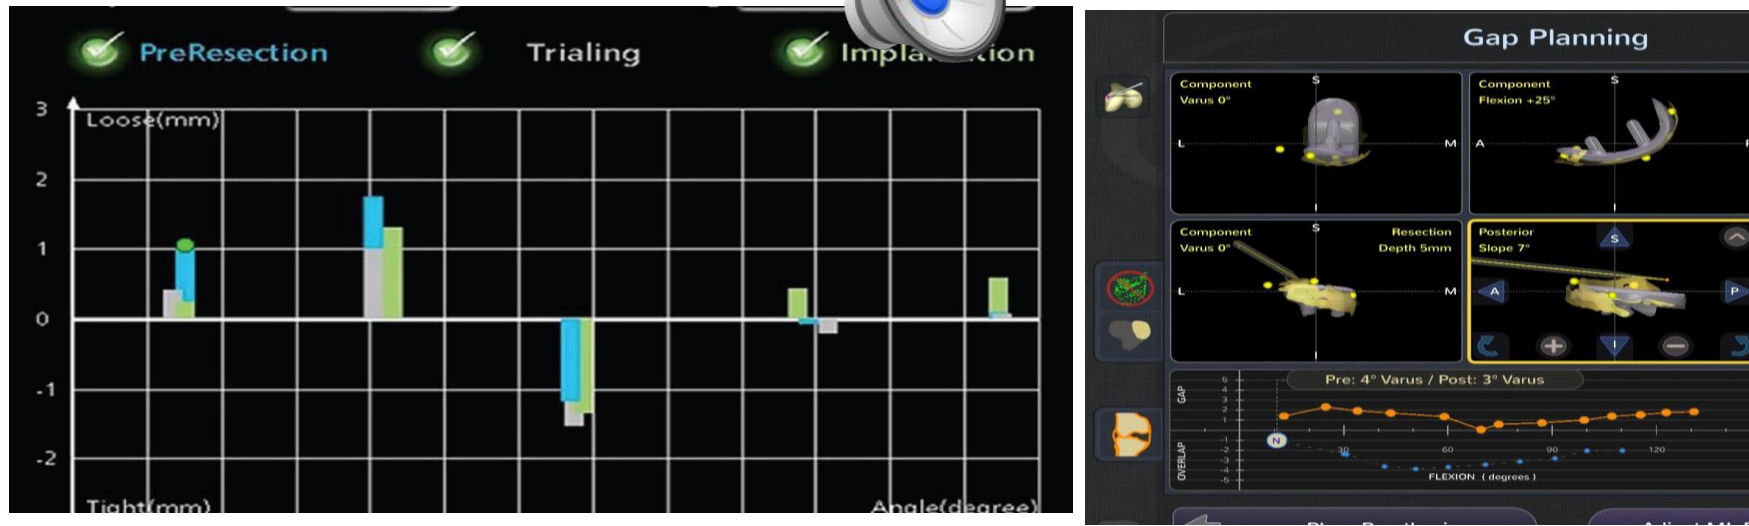 PreResection Trialing
3
Loose(mm)
2
1
0
-1
-2
Tight(mm) Angle(degree)
Gap Planning
Component
Varus 0°
S
L M
I
Component
Flexion +25°
S
A
I
Component
Varus 0°
Resection
Depth 5mm
S
L M
I
Posterior
Slope 7°
S
A P
I
Pre: 4° Varus / Post: 3° Varus
GAP
5
4
3
2
1
N
30 60 90 120
OVERLAP
-1
-2
-3
-4
-5
FLEXION ( degrees )